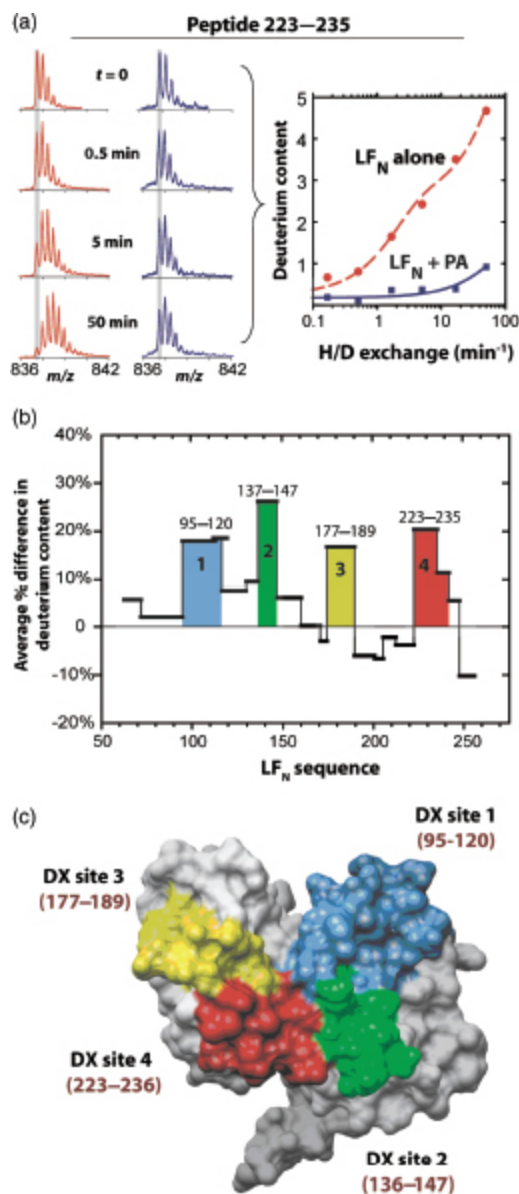 (a)
Peptide 223–235
t = 0
0.5 min
5 min
50 min
836 842 836 842
m/z m/z
5
4
3
2
1
Deuterium content
LFN alone
LFN + PA
0.1 1 10 100
H/D exchange (min-1)
(b)
40%
30%
20%
10%
0
-10%
-20%
Average % difference in
deuterium content
95–120
137–147
177–189
223–235
1
2
3
4
50 100 150 200 250
LFN sequence
(c)
DX site 1
(95-120)
DX site 3
(177–189)
DX site 4
(223–236)
DX site 2
(136–147)